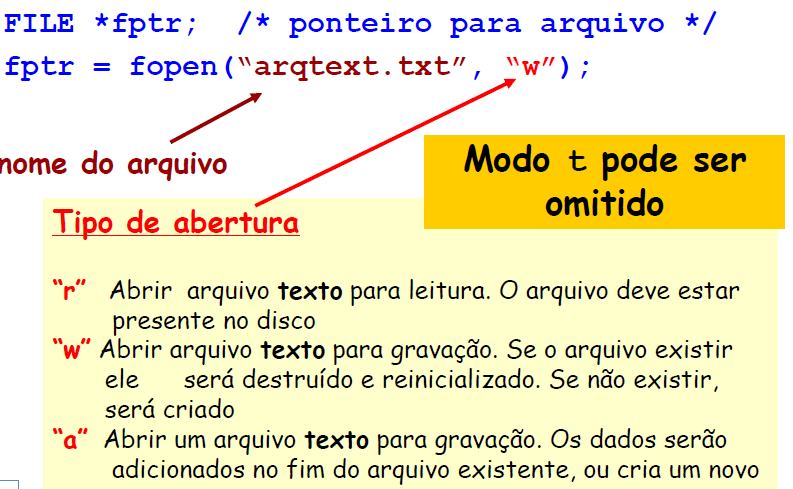 FILE *fptr; /* ponteiro para arquivo */
fptr = fopen(“arqtext.txt”, “w”);
nome do arquivo
Modo t pode ser
omitido
Tipo de abertura
“r” Abrir arquivo texto para leitura. O arquivo deve estar
presente no disco
“w” Abrir arquivo texto para gravação. Se o arquivo existir
ele será destruído e reinicializado. Se não existir,
será criado
“a” Abrir um arquivo texto para gravação. Os dados serão
adicionados no fim do arquivo existente, ou cria um novo